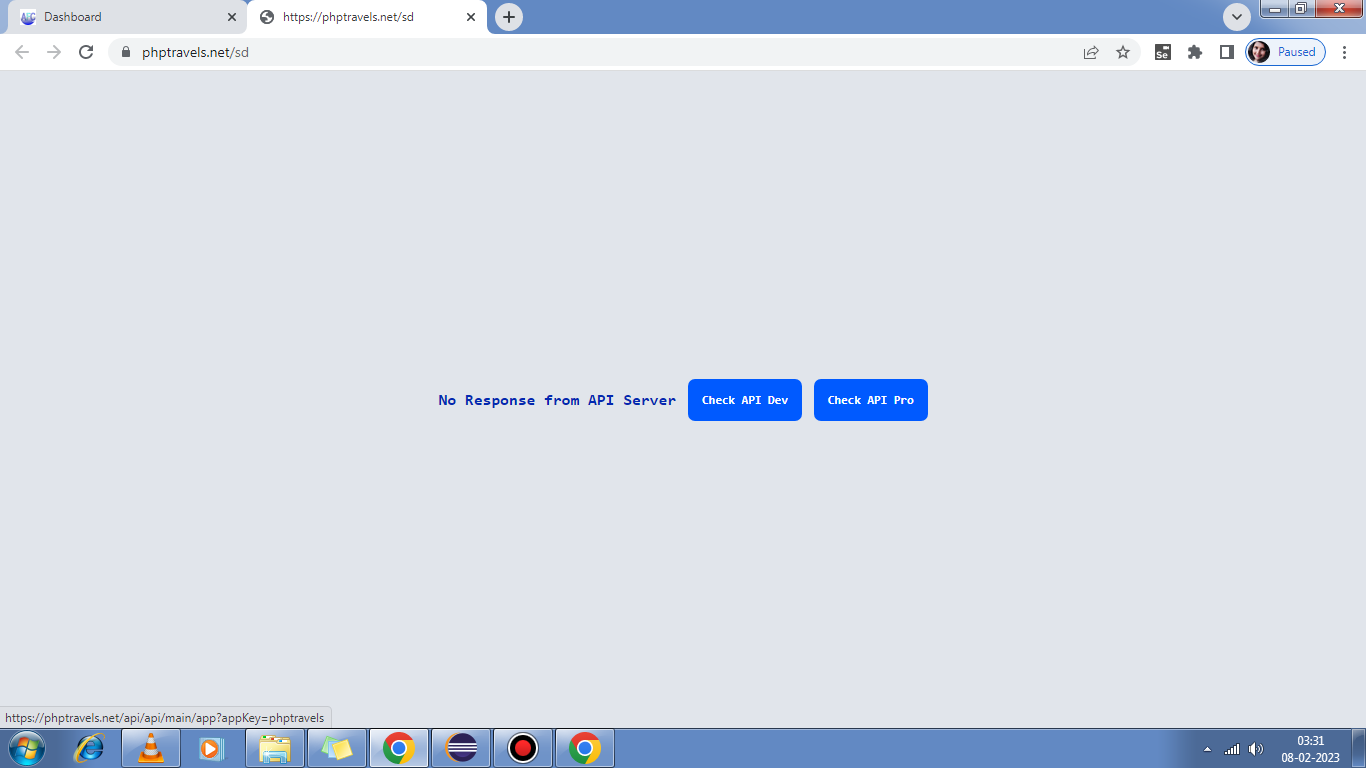 Dashboard
https://phptravels.net/sd
phptravels.net/sd
Se
Paused
No Response from API Server
Check API Dev
Check API Pro
https://phptravels.net/api/api/main/app?appKey=phptravels
03:31
08-02-2023